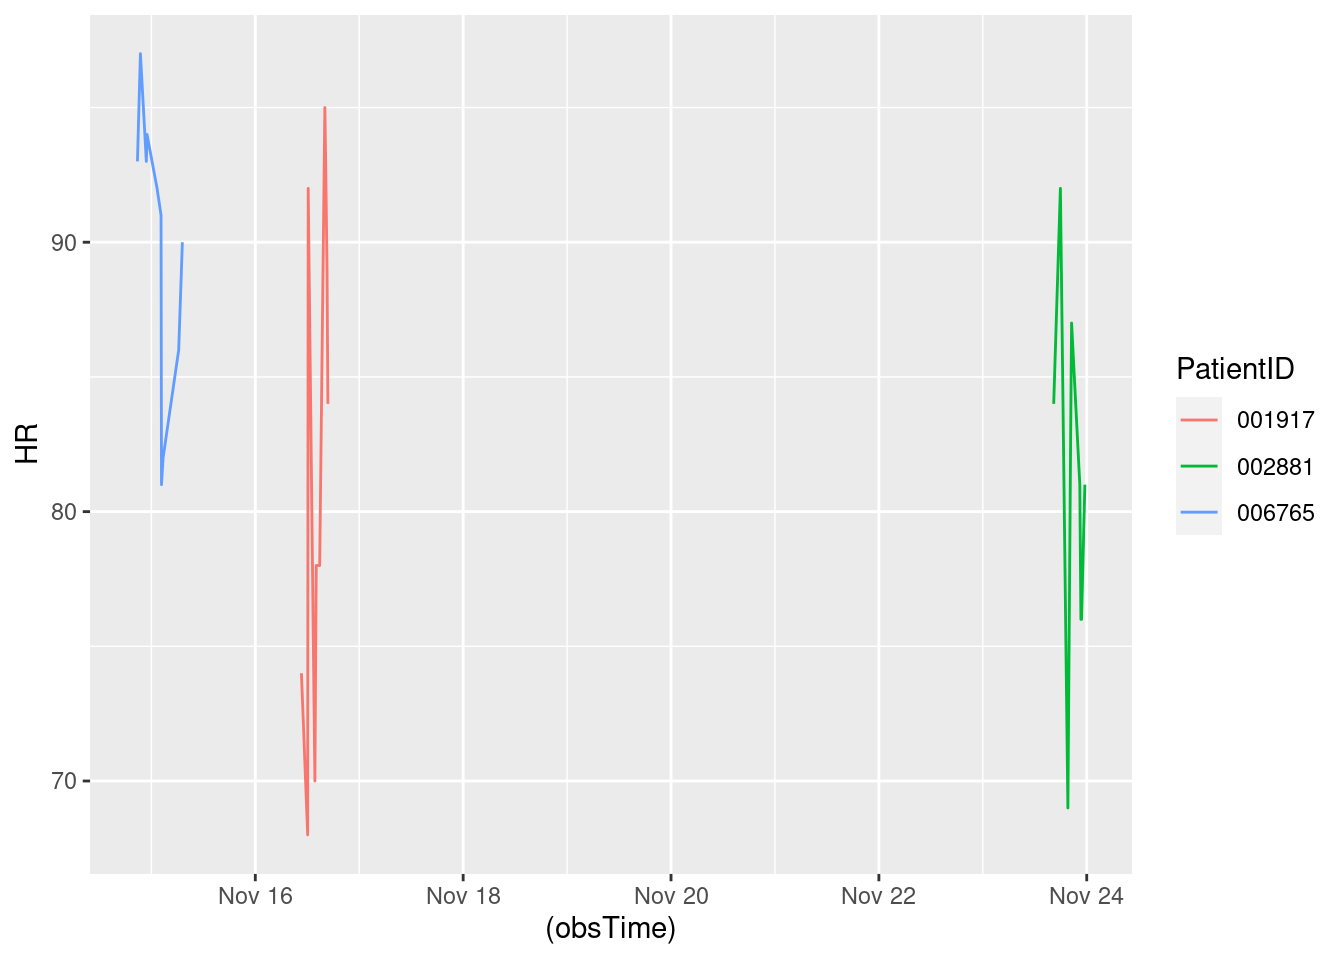 HR
90
80
70
Nov 16
Nov 18
Nov 20
Nov 22
Nov 24
(obsTime)
PatientID
001917
002881
006765